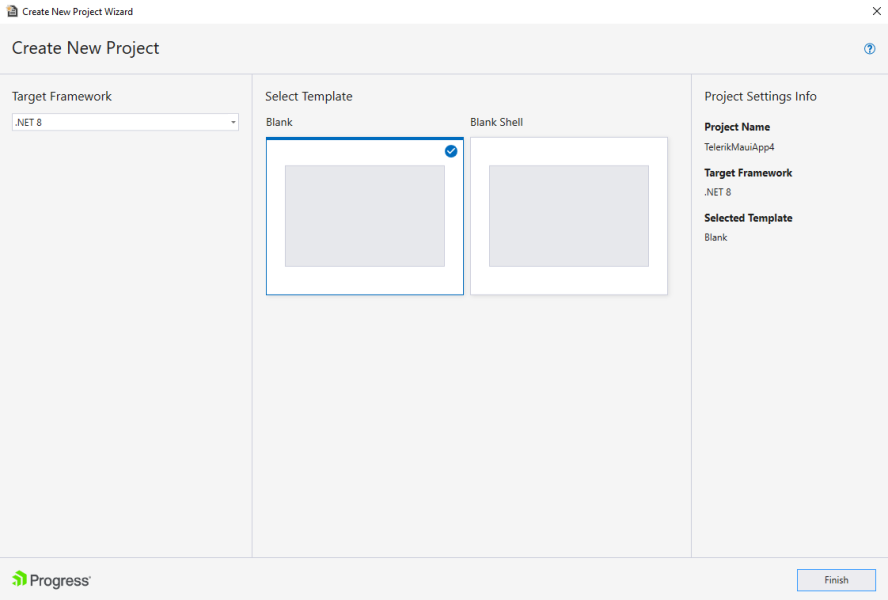 Create New Project Wizard
Create New Project
Target Framework
.NET 8
Select Template
Blank
Blank Shell
Project Settings Info
Project Name
TelerikMauiApp4
Target Framework
.NET 8
Selected Template
Blank
Progress
Finish